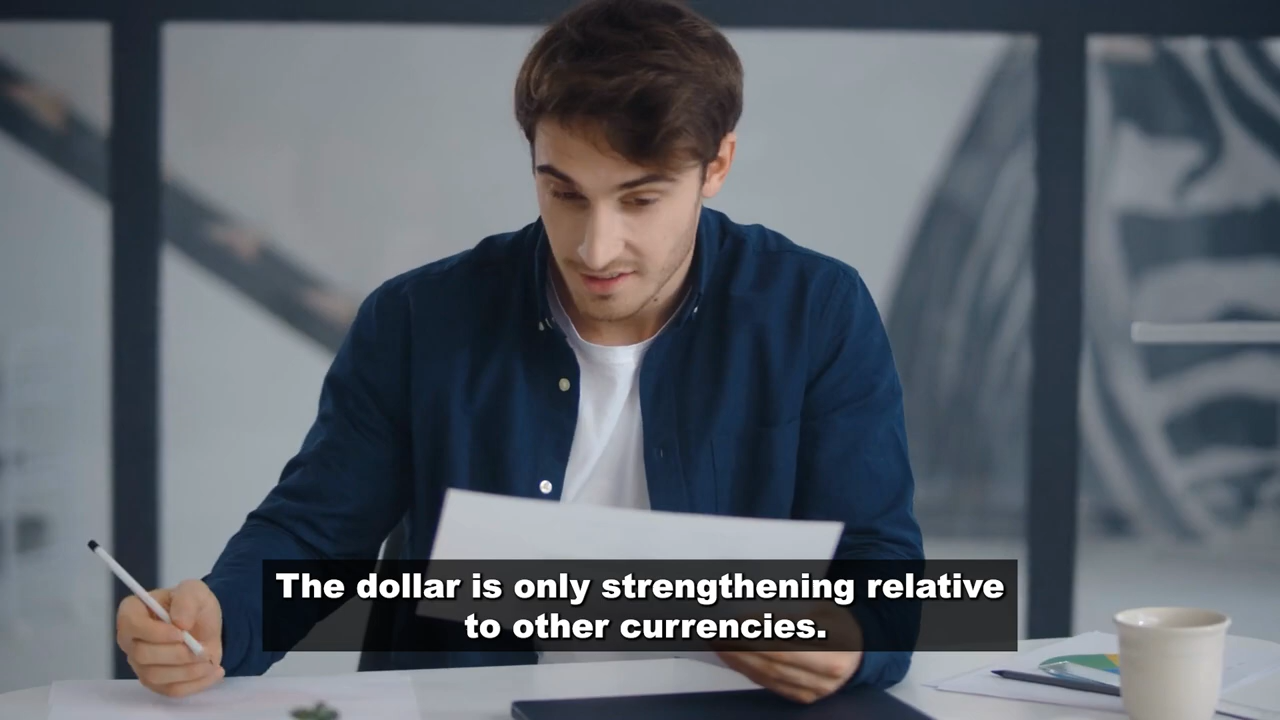 The dollar is only strengthening relative
to other currencies.